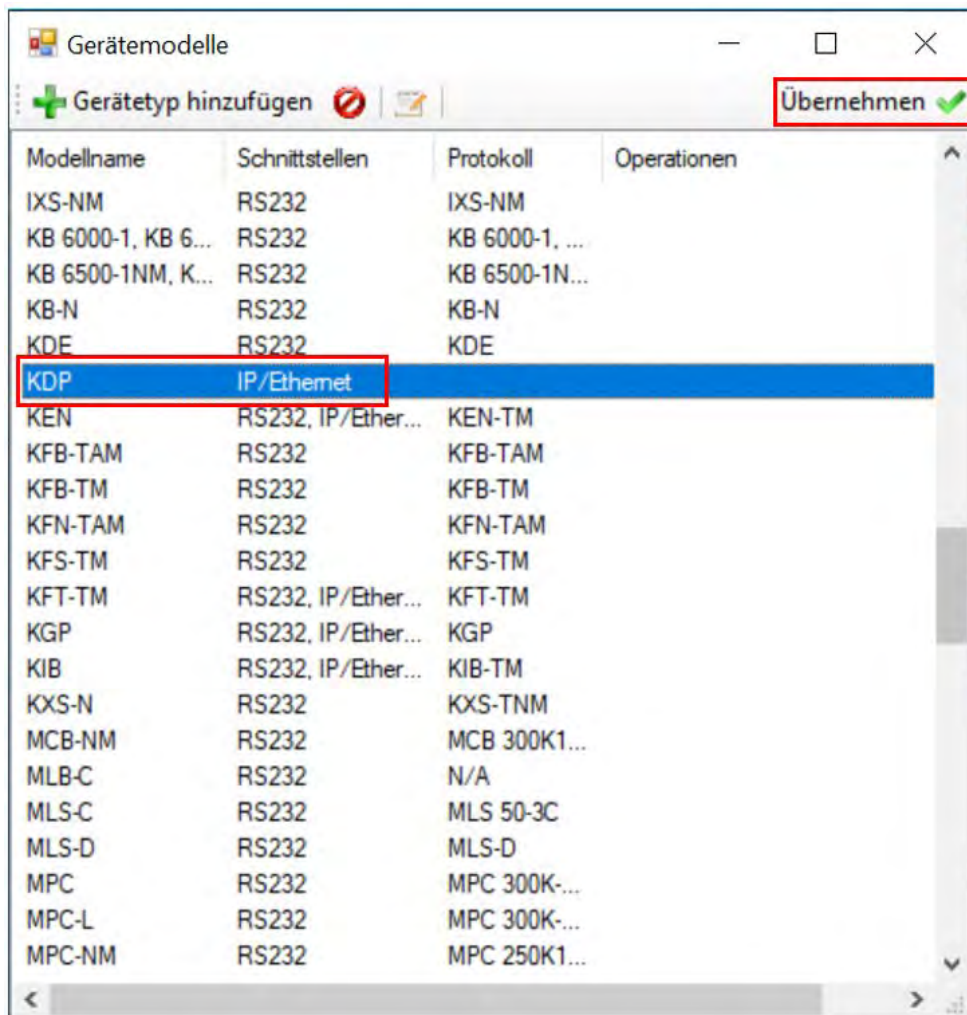 Gerätemodelle
Gerätetyp hinzufügen Übernehmen
Modellname Schnittstellen Protokoll Operationen
IXS-NM RS232 IXS-NM
KB 6000-1, KB 6... RS232 KB 6000-1, ...
KB 6500-1NM, K... RS232 KB 6500-1N...
KB-N RS232 KB-N
KDE RS232 KDE
KDP IP/Ethernet
KEN RS232, IP/Ether... KEN-TM
KFB-TAM RS232 KFB-TAM
KFB-TM RS232 KFB-TM
KFN-TAM RS232 KFN-TAM
KFS-TM RS232 KFS-TM
KFT-TM RS232, IP/Ether... KFT-TM
KGP RS232, IP/Ether... KGP
KIB RS232, IP/Ether... KIB-TM
KXS-N RS232 KXS-TNM
MCB-NM RS232 MCB 300K1...
MLB-C RS232 N/A
MLS-C RS232 MLS 50-3C
MLS-D RS232 MLS-D
MPC RS232 MPC 300K-...
MPC-L RS232 MPC 300K-...
MPC-NM RS232 MPC 250K1...